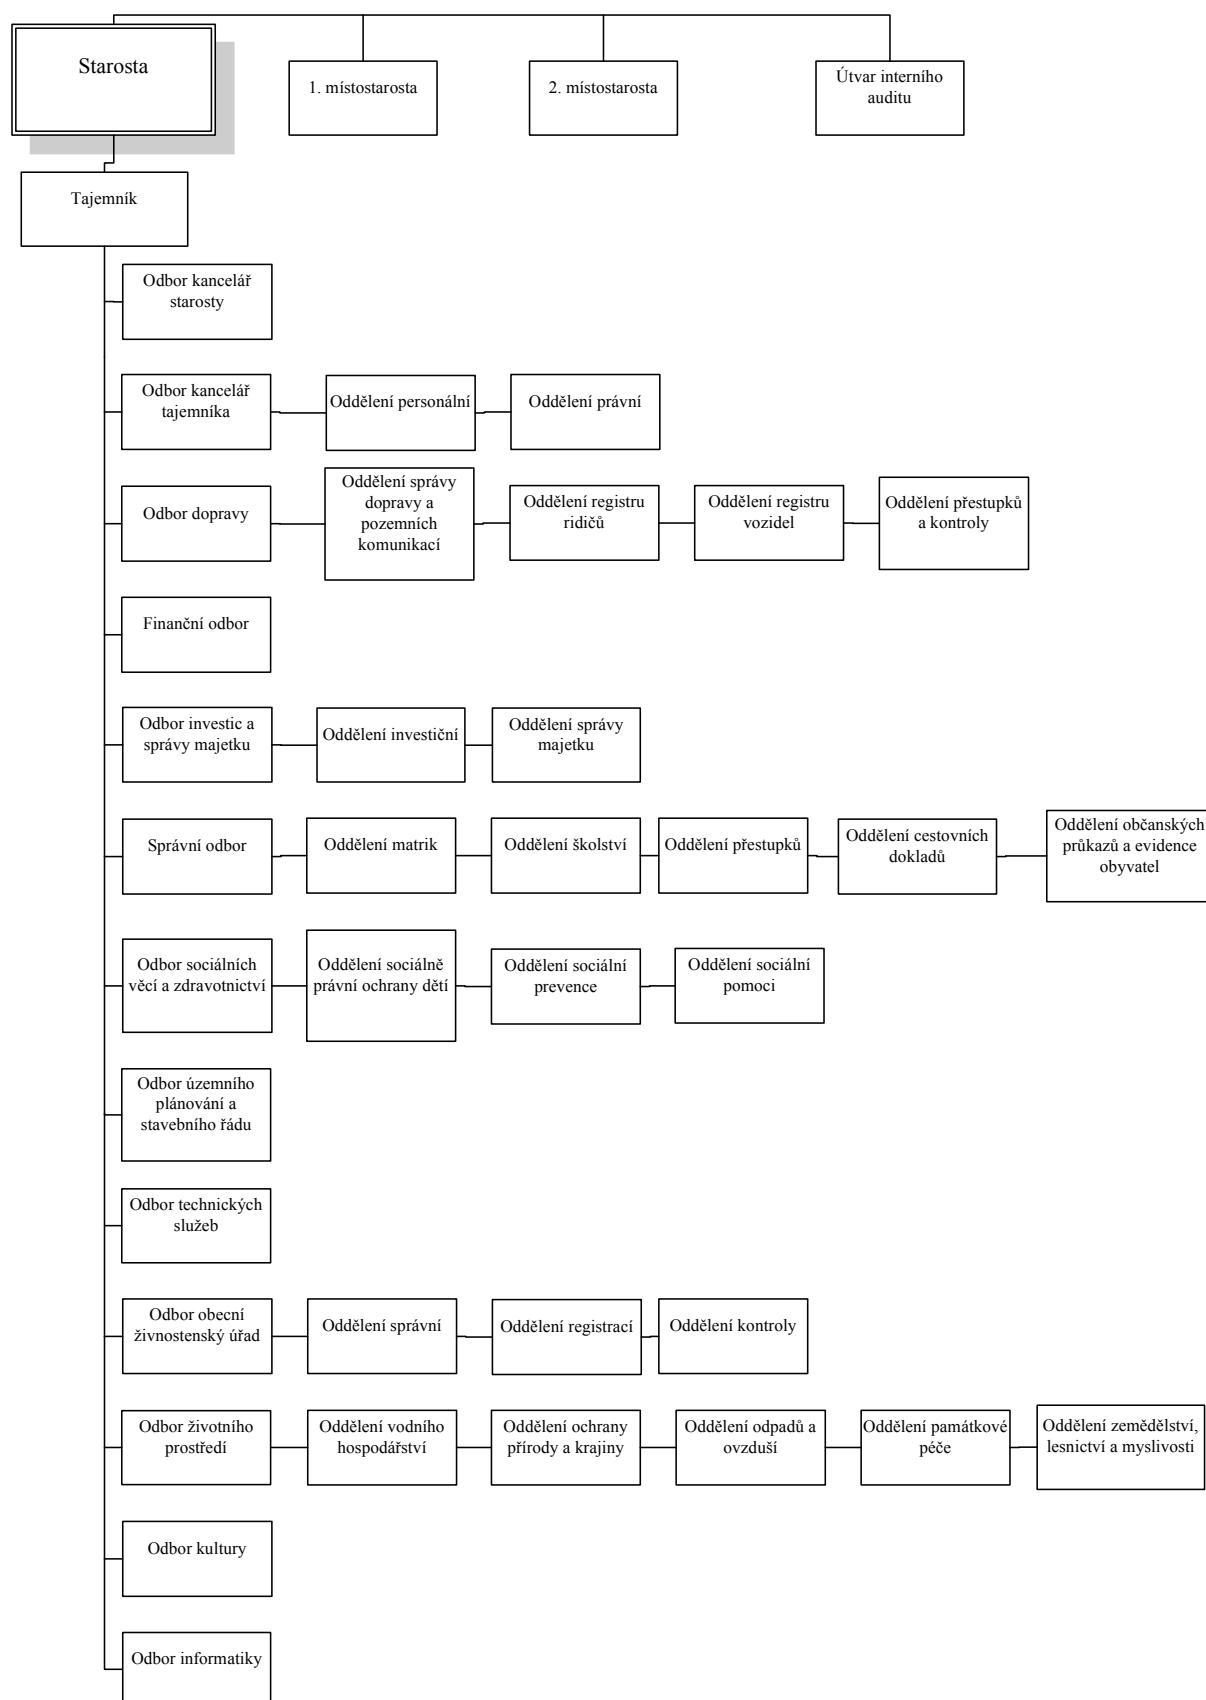 Starosta
1. místostarosta
2. místostarosta
Útvar interního
auditu
Tajemník
Odbor kancelář
starosty
Odbor kancelář
tajemníka
Oddělení personální
Oddělení právní
Odbor dopravy
Oddělení správy
dopravy a
pozemních
komunikací
Oddělení registru
ridičů
Oddělení registru
vozidel
Oddělení přestupků
a kontroly
Finanční odbor
Odbor investic a
správy majetku
Oddělení investiční
Oddělení správy
majetku
Správní odbor
Oddělení matrik
Oddělení školství
Oddělení přestupků
Oddělení cestovních
dokladů
Oddělení občanských
průkazů a evidence
obyvatel
Odbor sociálních
věcí a zdravotnictví
Oddělení sociálně
právní ochrany dětí
Oddělení sociální
prevence
Oddělení sociální
pomoci
Odbor územního
plánování a
stavebního řádu
Odbor technických
služeb
Odbor obecní
živnostenský úřad
Oddělení správní
Oddělení registrací
Oddělení kontroly
Odbor životního
prostředí
Oddělení vodního
hospodářství
Oddělení ochrany
přírody a krajiny
Oddělení odpadů a
ovzduší
Oddělení památkové
péče
Oddělení zemědělství,
lesnictví a myslivosti
Odbor kultury
Odbor informatiky